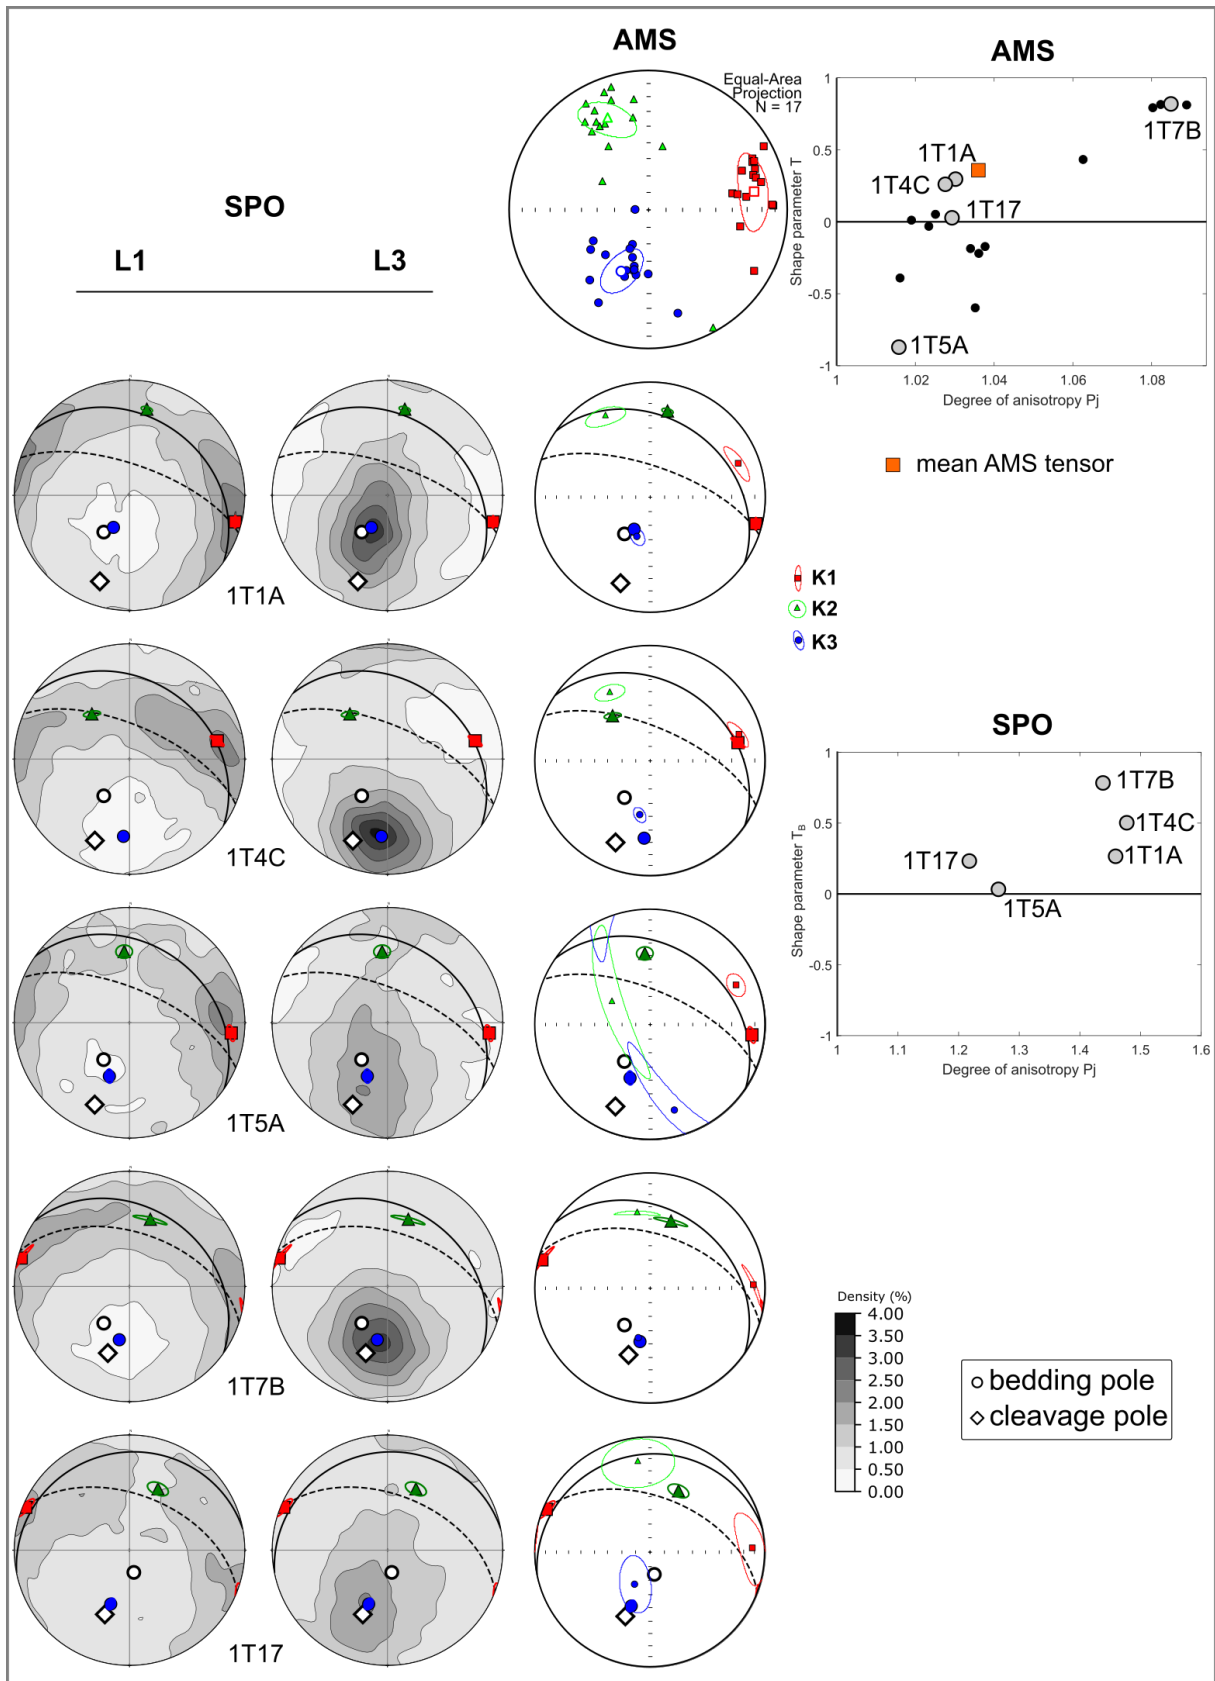 AMS
AMS
Equal-Area
Projection
N = 17
SPO
L1
L3
1
0.5
0
-0.5
-1
Shape parameter T
1T7B
1T1A
1T4C
1T17
1T5A
1
1.02
1.04
1.06
1.08
Degree of anisotropy Pj
mean AMS tensor
1T1A
K1
K2
K3
1T4C
SPO
1
0.5
0
-0.5
-1
Shape parameter TB
1T7B
1T4C
1T17
1T1A
1T5A
1
1.1
1.2
1.3
1.4
1.5
1.6
Degree of anisotropy Pj
1T5A
1T7B
Density (%)
4.00
3.50
3.00
2.50
2.00
1.50
1.00
0.50
0.00
bedding pole
cleavage pole
1T17